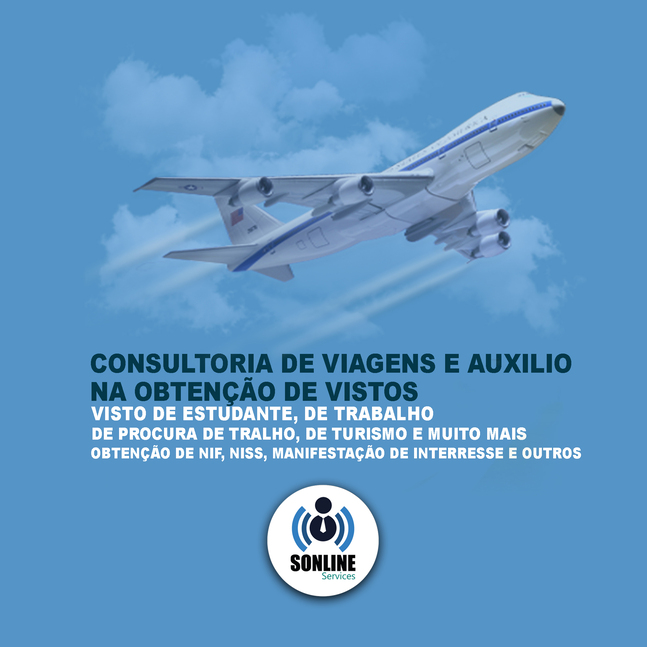 CONSULTORIA DE VIAGENS E AUXILIO
NA OBTENÇÃO DE VISTOS
VISTO DE ESTUDANTE, DE TRABALHO
DE PROCURA DE TRALHO, DE TURISMO E MUITO MAIS
OBTENÇÃO DE NIF, NISS, MANIFESTAÇÃO DE INTERRESSE E OUTROS
SONLINE
Services